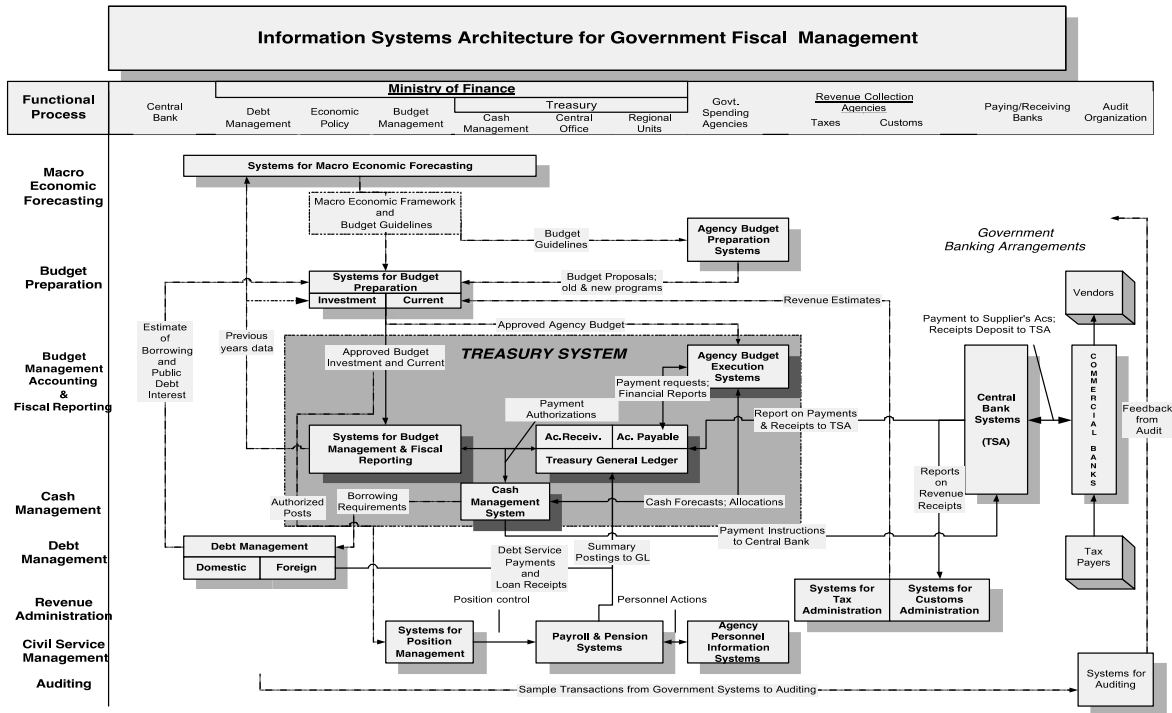 Information Systems Architecture for Government Fiscal Management
Functional
Process
Central
Bank
Ministry of Finance
Debt
Management
Economic
Policy
Budget
Management
Treasury
Cash
Management
Central
Office
Regional
Units
Govt.
Spending
Agencies
Revenue Collection
Agencies
Taxes
Customs
Paying/Receiving
Banks
Audit
Organization
Macro
Economic
Forecasting
Systems for Macro Economic Forecasting
Macro Economic Framework
and
Budget Guidelines
Budget
Guidelines
Agency Budget
Preparation
Systems
Government
Banking Arrangements
Budget
Preparation
Systems for Budget
Preparation
Investment
Current
Budget Proposals;
old & new programs
Revenue Estimates
Vendors
Payment to Supplier's Acs;
Receipts Deposit to TSA
Estimate
of
Borrowing
and
Public
Debt
Interest
Previous
years data
Approved Agency Budget
Budget
Management
Accounting
&
Fiscal Reporting
Approved Budget
Investment and Current
TREASURY SYSTEM
Agency Budget
Execution
Systems
Payment requests;
Financial Reports
Payment
Authorizations
Report on Payments
& Receipts to TSA
Central
Bank
Systems
(TSA)
COMMERCIAL BANKS
Feedback
from
Audit
Systems for Budget
Management & Fiscal
Reporting
Ac.Receiv.
Ac. Payable
Treasury General Ledger
Reports
on
Revenue
Receipts
Cash
Management
Authorized
Posts
Borrowing
Requirements
Cash
Management
System
Cash Forecasts; Allocations
Payment Instructions
to Central Bank
Debt
Management
Debt Management
Domestic
Foreign
Debt Service
Payments
and
Loan Receipts
Summary
Postings to GL
Tax
Payers
Revenue
Administration
Position control
Personnel Actions
Systems for
Tax
Administration
Systems for
Customs
Administration
Civil Service
Management
Systems for
Position
Management
Payroll & Pension
Systems
Agency
Personnel
Information
Systems
Auditing
Sample Transactions from Government Systems to Auditing
Systems for
Auditing